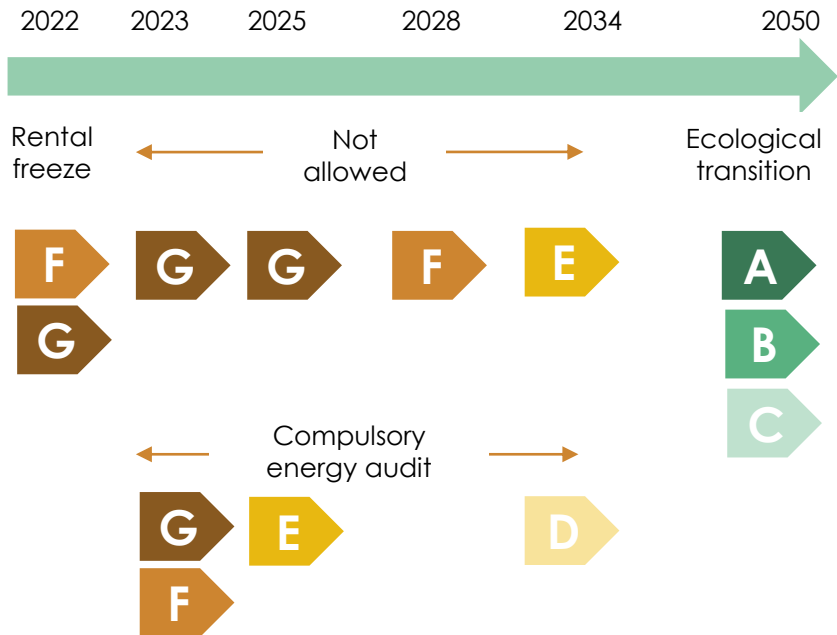 2022 2023 2025 2028 2034 2050
Rental
freeze
Not
allowed
Ecological
transition
F G G F E A
G B
C
Compulsory
energy audit
G E D
F